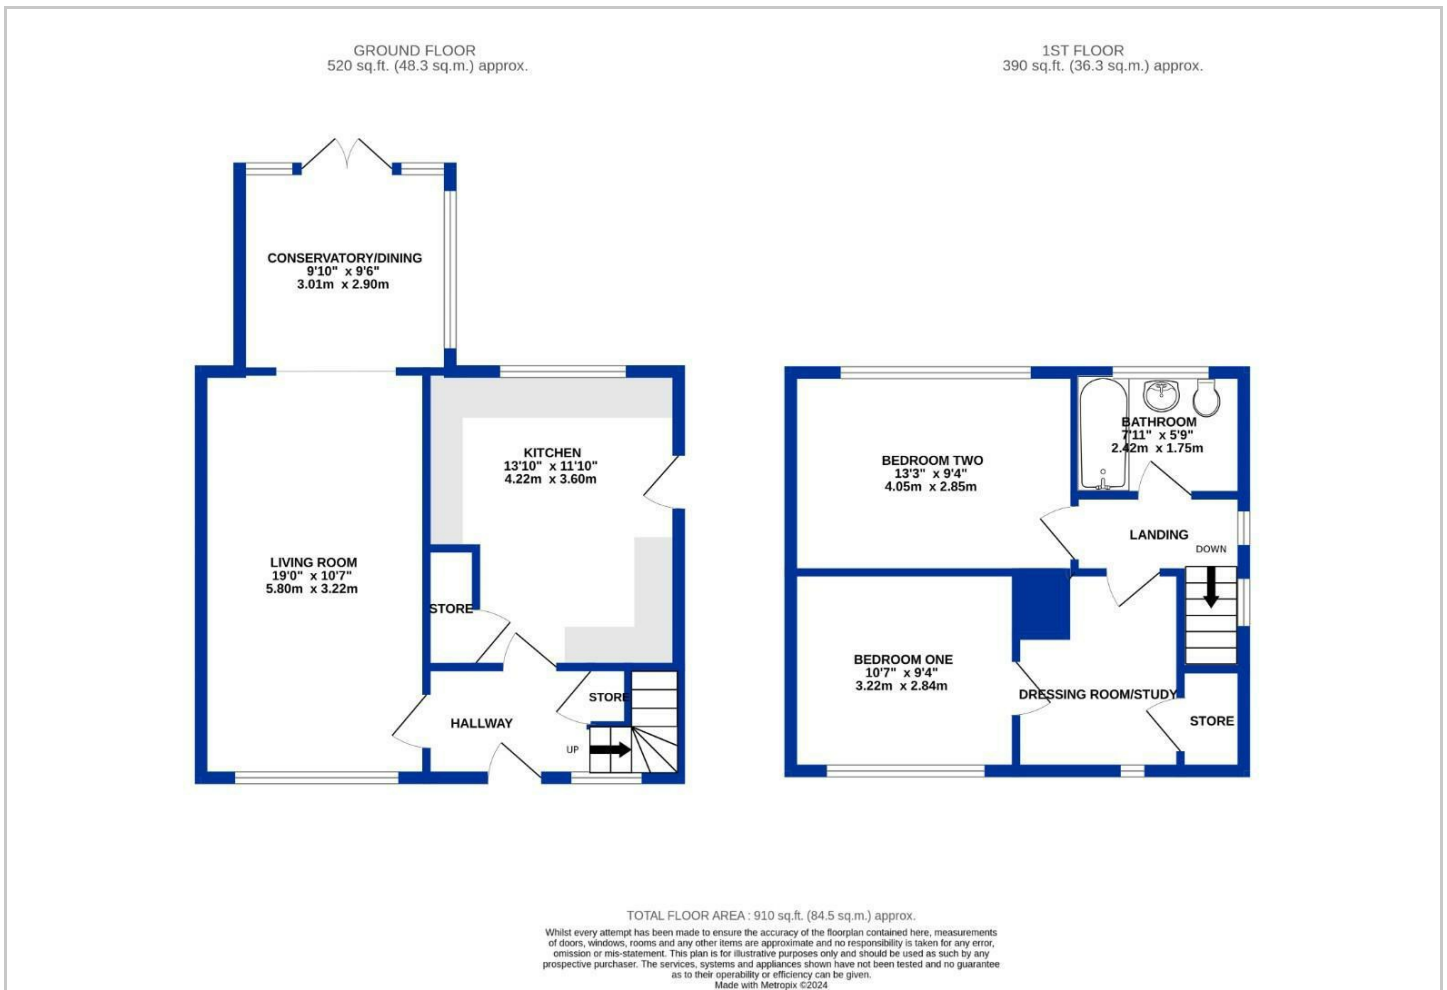 GROUND FLOOR
520 sq.ft. (48.3 sq.m.) approx.
1ST FLOOR
390 sq.ft. (36.3 sq.m.) approx.
CONSERVATORY/DINING
9'10" x 9'6"
3.01m x 2.90m
KITCHEN
13'10" x 11'10"
4.22m x 3.60m
LIVING ROOM
19'0" x 10'7"
5.80m x 3.22m
STORE
STORE
HALLWAY
UP
BATHROOM
7'11" x 5'9"
2.42m x 1.75m
BEDROOM TWO
13'3" x 9'4"
4.05m x 2.85m
LANDING
DOWN
BEDROOM ONE
10'7" x 9'4"
3.22m x 2.84m
DRESSING ROOM/STUDY
STORE
TOTAL FLOOR AREA : 910 sq.ft. (84.5 sq.m.) approx.
Whilst every attempt has been made to ensure the accuracy of the floorplan contained here, measurements
of doors, windows, rooms and any other items are approximate and no responsibility is taken for any error,
omission or mis-statement. This plan is for illustrative purposes only and should be used as such by any
prospective purchaser. The services, systems and appliances shown have not been tested and no guarantee
as to their operability or efficiency can be given.
Made with Metropix ©2024